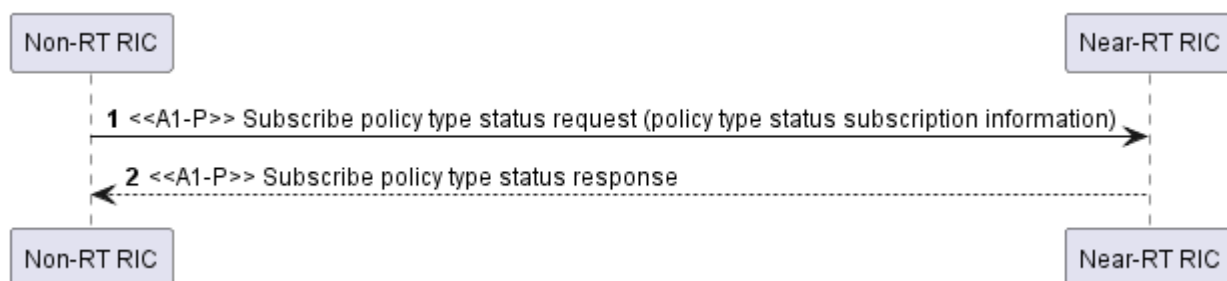 Non-RT RIC
Near-RT RIC
1 <<A1-P>> Subscribe policy type status request (policy type status subscription information)
2 <<A1-P>> Subscribe policy type status response
Non-RT RIC
Near-RT RIC